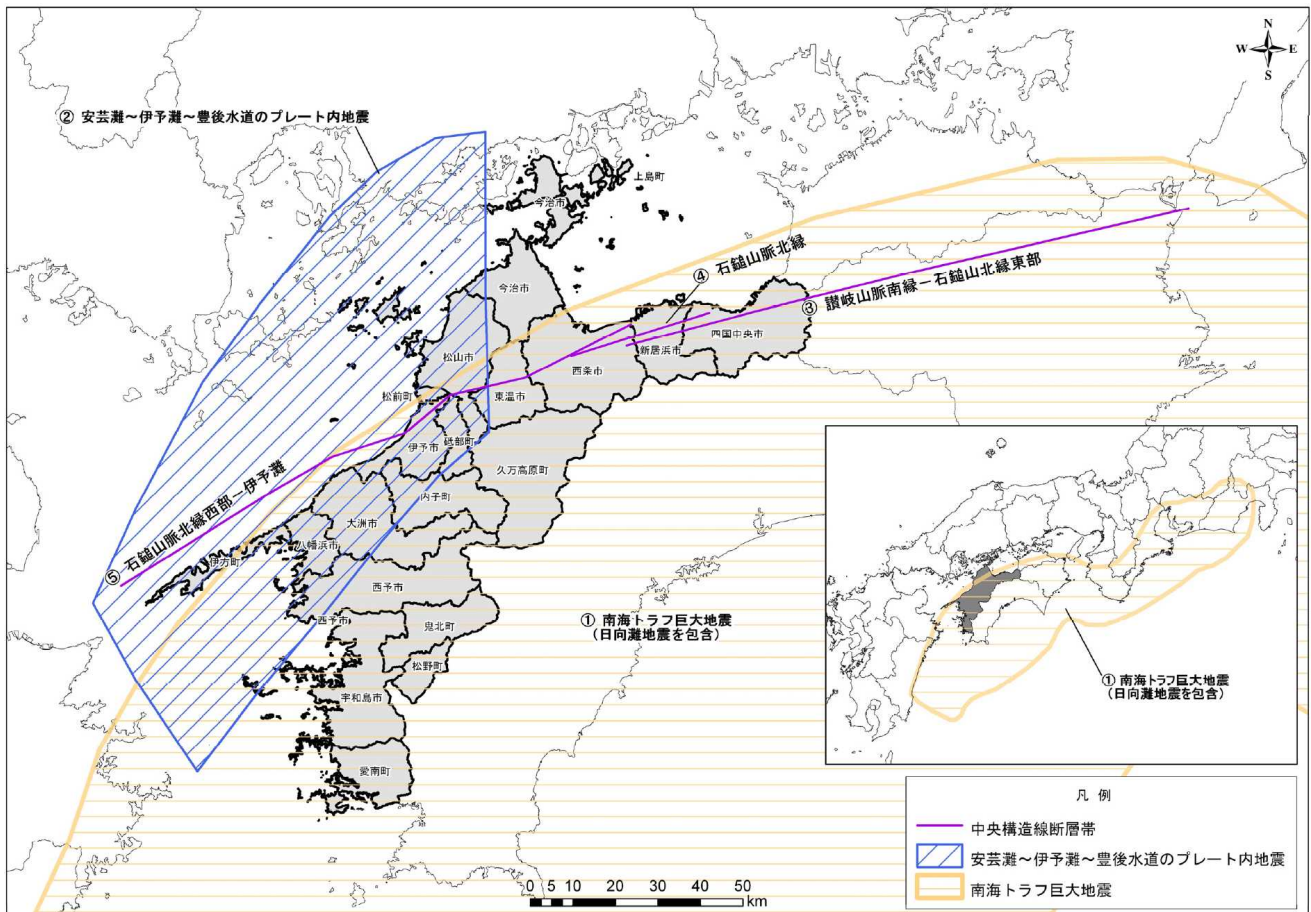 N
W E
S
② 安芸灘～伊予灘～豊後水道のプレート内地震
上島町
今治市
④ 石鎚山脈北縁
今治市
③ 讃岐山脈南縁－石鎚山北縁東部
四国中央市
松山市
新居浜市
西条市
松前町
東温市
伊予市
砥部町
久万高原町
⑤ 石鎚山脈北縁西部－伊予灘
内子町
大洲市
八幡浜市
伊方町
西予市
西予市
① 南海トラフ巨大地震
（日向灘地震を包含）
鬼北町
松野町
宇和島市
愛南町
① 南海トラフ巨大地震
（日向灘地震を包含）
凡 例
中央構造線断層帯
安芸灘～伊予灘～豊後水道のプレート内地震
南海トラフ巨大地震
0 5 10 20 30 40 50
km